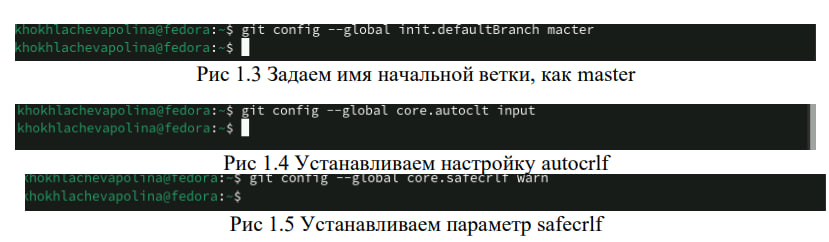 khokhlachevapolina@fedora:~$ git config --global init.defaultBranch macter
khokhlachevapolina@fedora:~$
Рис 1.3 Задаем имя начальной ветки, как master
khokhlachevapolina@fedora:~$ git config --global core.autoclt input
khokhlachevapolina@fedora:~$
Рис 1.4 Устанавливаем настройку autocrlf
khokhlachevapolina@fedora:~$ git config --global core.safecrlf warn
khokhlachevapolina@fedora:~$
Рис 1.5 Устанавливаем параметр safecrlf